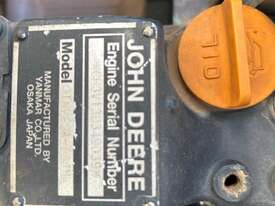 JOHN DEERE
Engine Serial Number
Model
MANUFACTURED BY
YANMAR CO., LTD.
OSAKA JAPAN
OIL